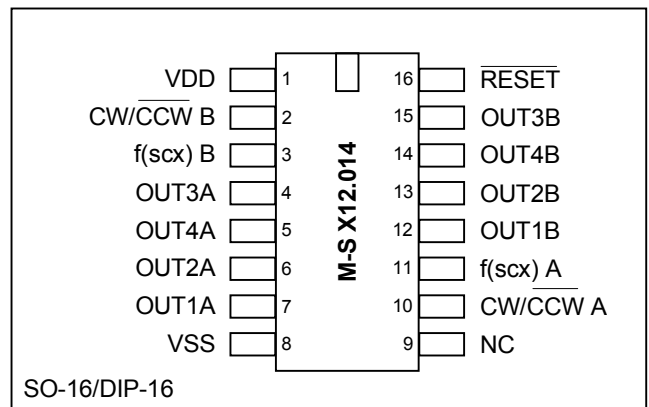 VDD 1 16 RESET
CW/CCW B 2 15 OUT3B
f(scx) B 3 14 OUT4B
OUT3A 4 13 OUT2B
OUT4A 5 12 OUT1B
OUT2A 6 11 f(scx) A
OUT1A 7 10 CW/CCW A
VSS 8 9 NC
M-S X12.014
SO-16/DIP-16